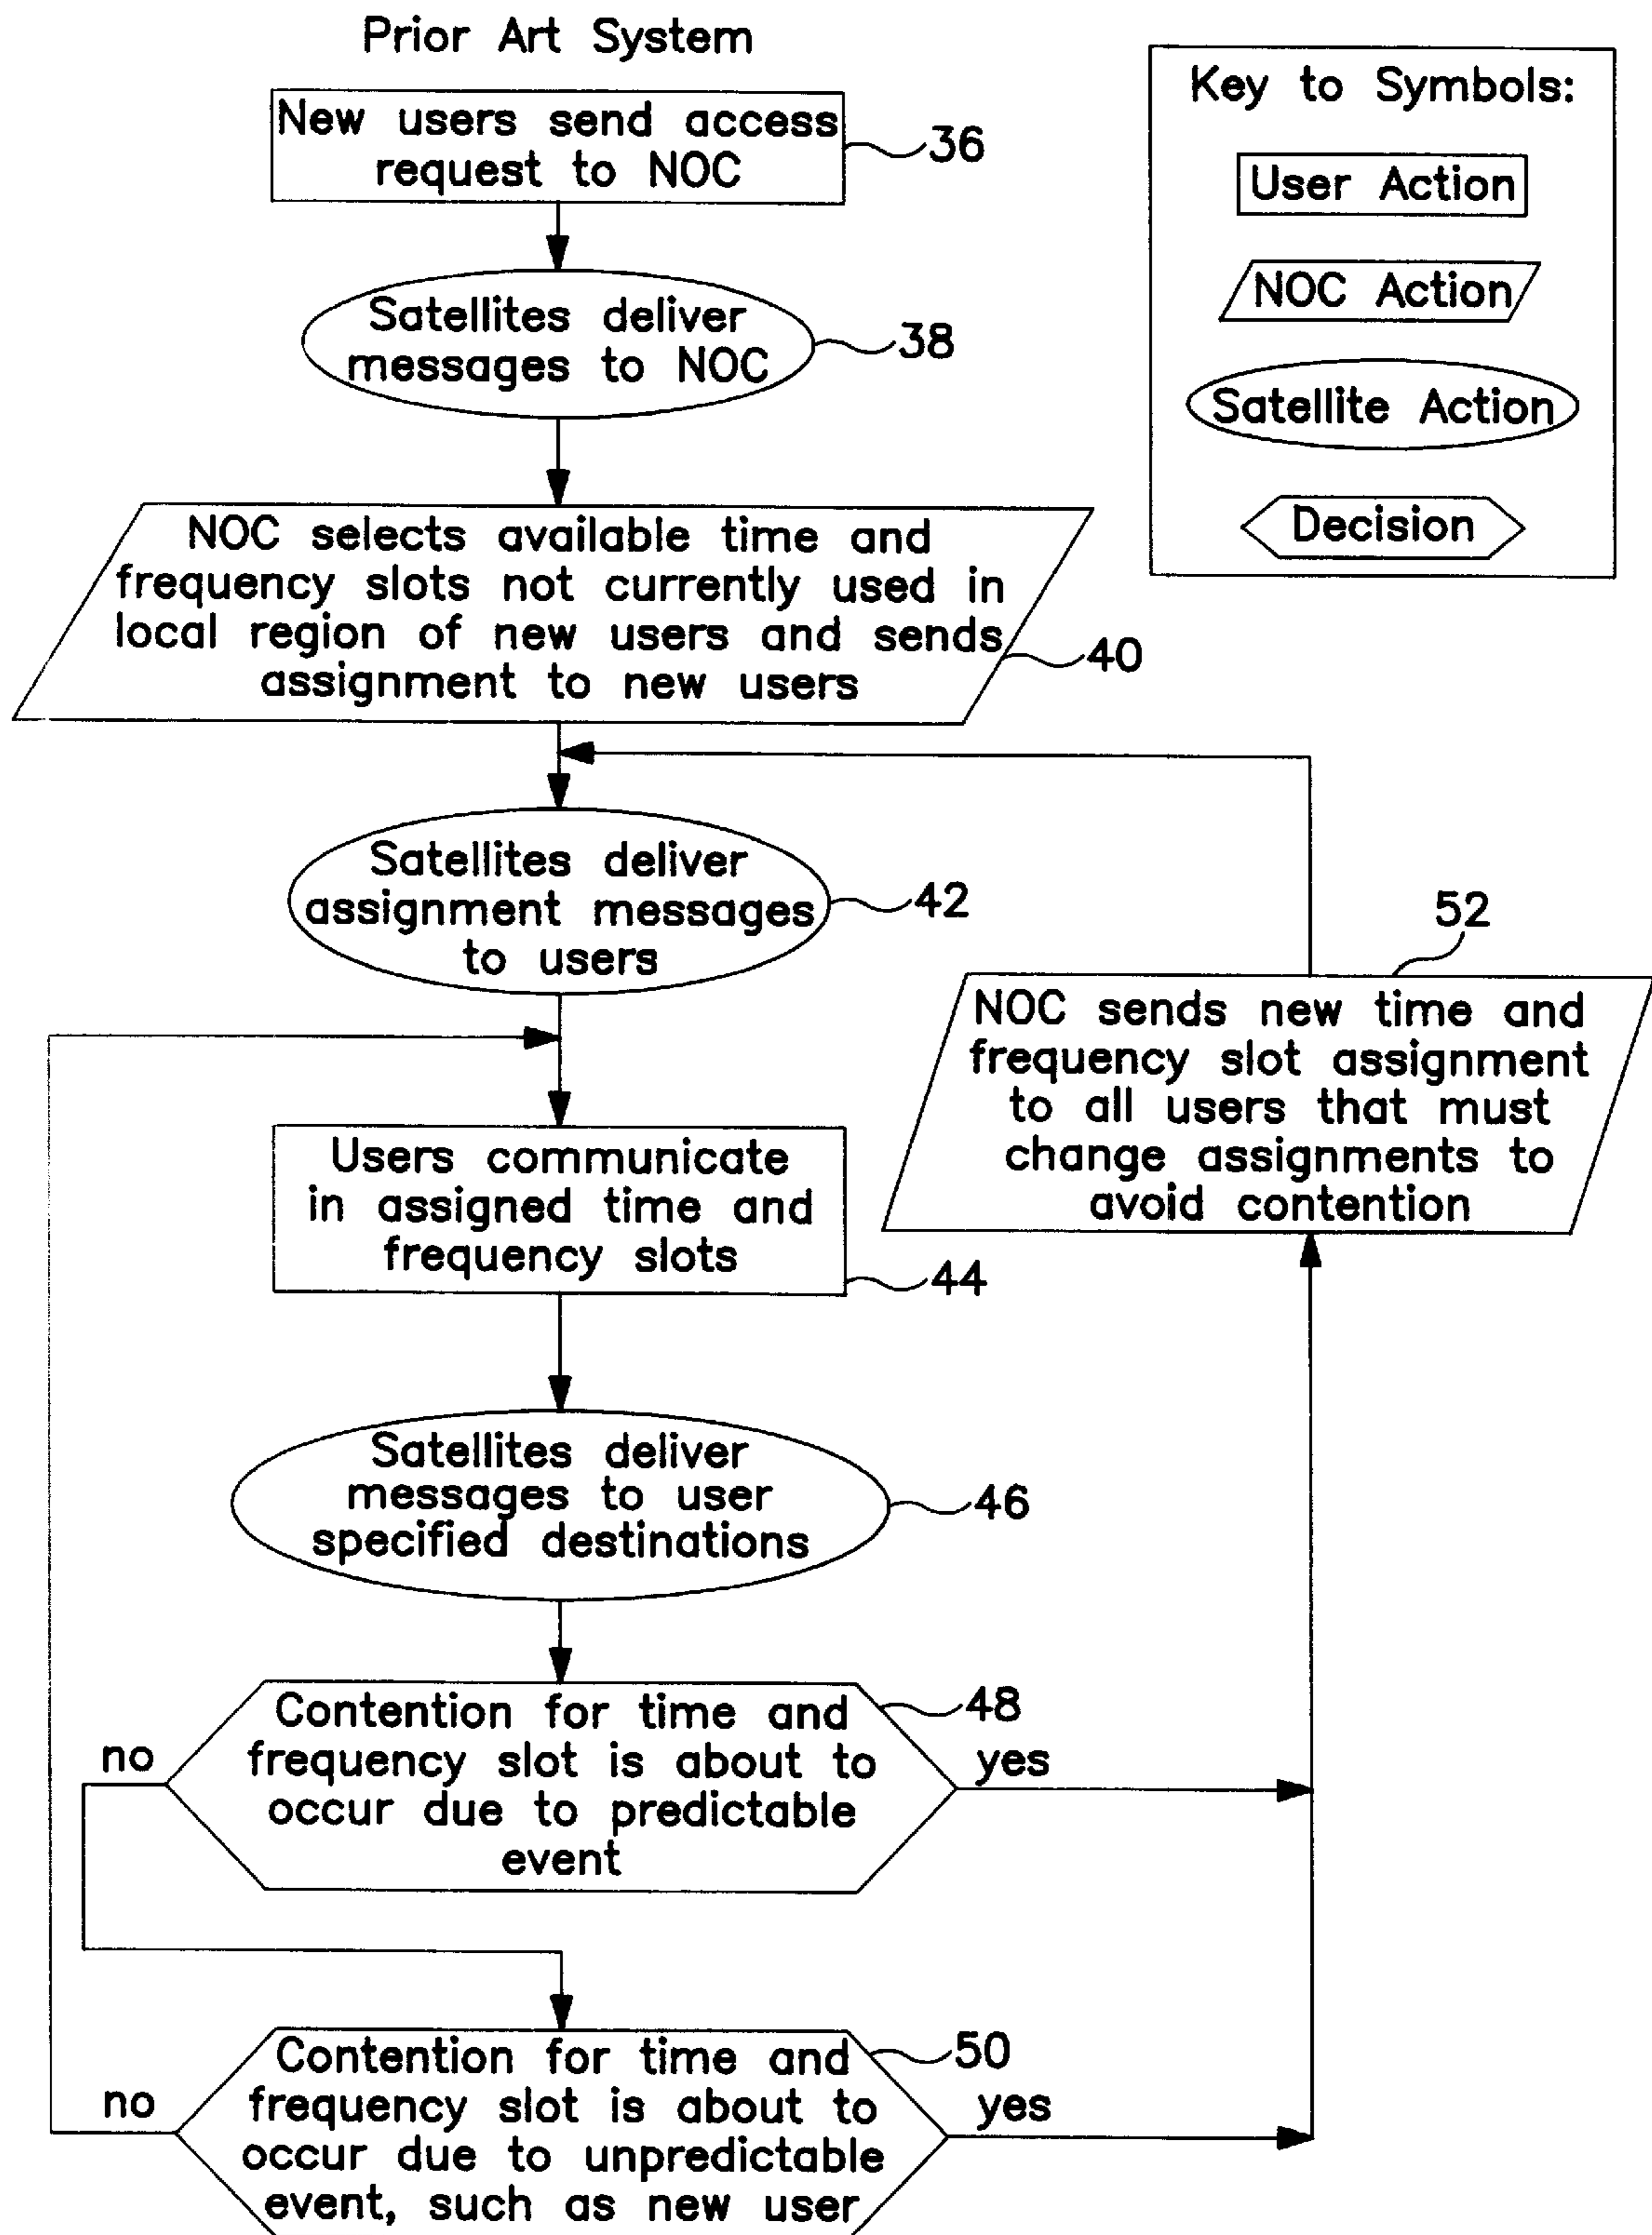 Prior Art System
New users send access
request to NOC
36
Satellites deliver
messages to NOC
38
NOC selects available time and
frequency slots not currently used in
local region of new users and sends
assignment to new users
40
Satellites deliver
assignment messages
to users
42
Users communicate
in assigned time and
frequency slots
44
Satellites deliver
messages to user
specified destinations
46
Contention for time and
frequency slot is about to
occur due to predictable
event
48
no
yes
Contention for time and
frequency slot is about to
occur due to unpredictable
event, such as new user
50
no
yes
52
NOC sends new time and
frequency slot assignment
to all users that must
change assignments to
avoid contention
Key to Symbols:
User Action
NOC Action
Satellite Action
Decision